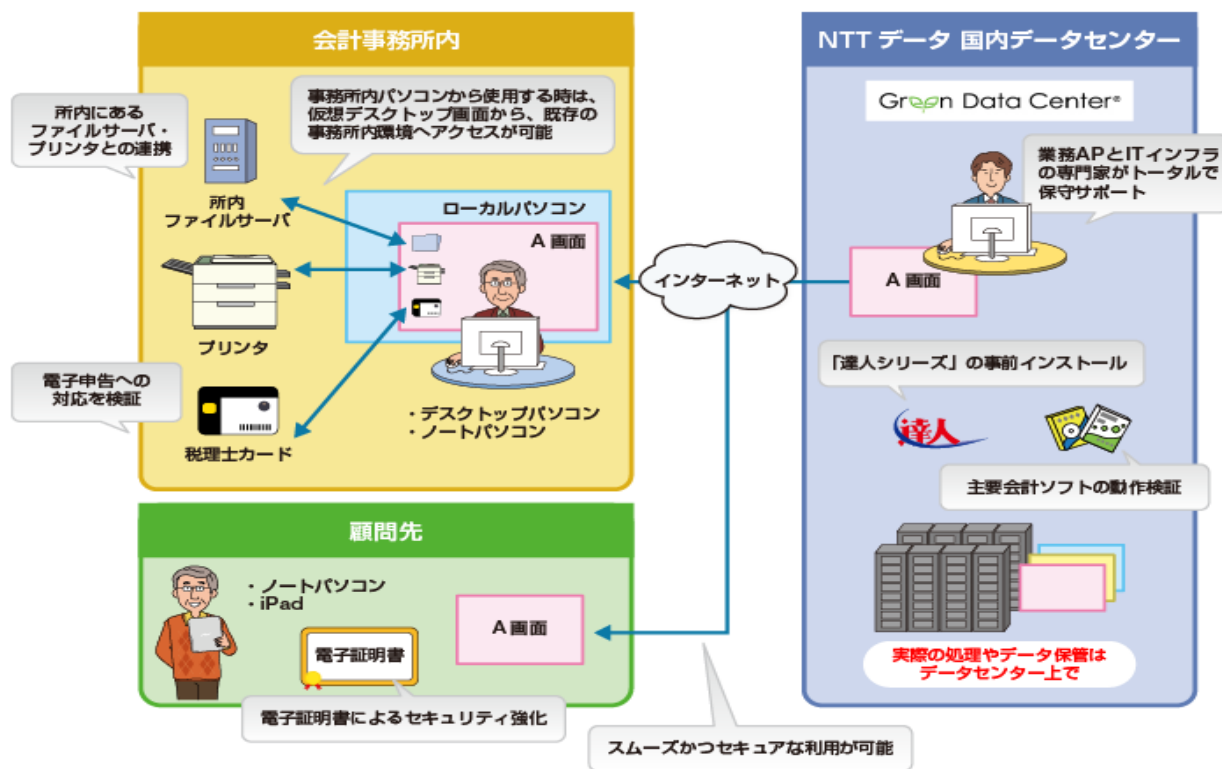 会計事務所内
所内にある
ファイルサーバ・
プリンタとの連携
事務所内パソコンから使用する時は、
仮想デスクトップ画面から、既存の
事務所内環境へアクセスが可能
所内
ファイルサーバ
ローカルパソコン
A 画面
プリンタ
電子申告への
対応を検証
税理士カード
・デスクトップパソコン
・ノートパソコン
インターネット
NTT データ 国内データセンター
Green Data Center®
業務APとITインフラ
の専門家がトータルで
保守サポート
A 画面
「達人シリーズ」の事前インストール
達人
主要会計ソフトの動作検証
実際の処理やデータ保管は
データセンター上で
顧問先
・ノートパソコン
・iPad
電子証明書
A 画面
電子証明書によるセキュリティ強化
スムーズかつセキュアな利用が可能